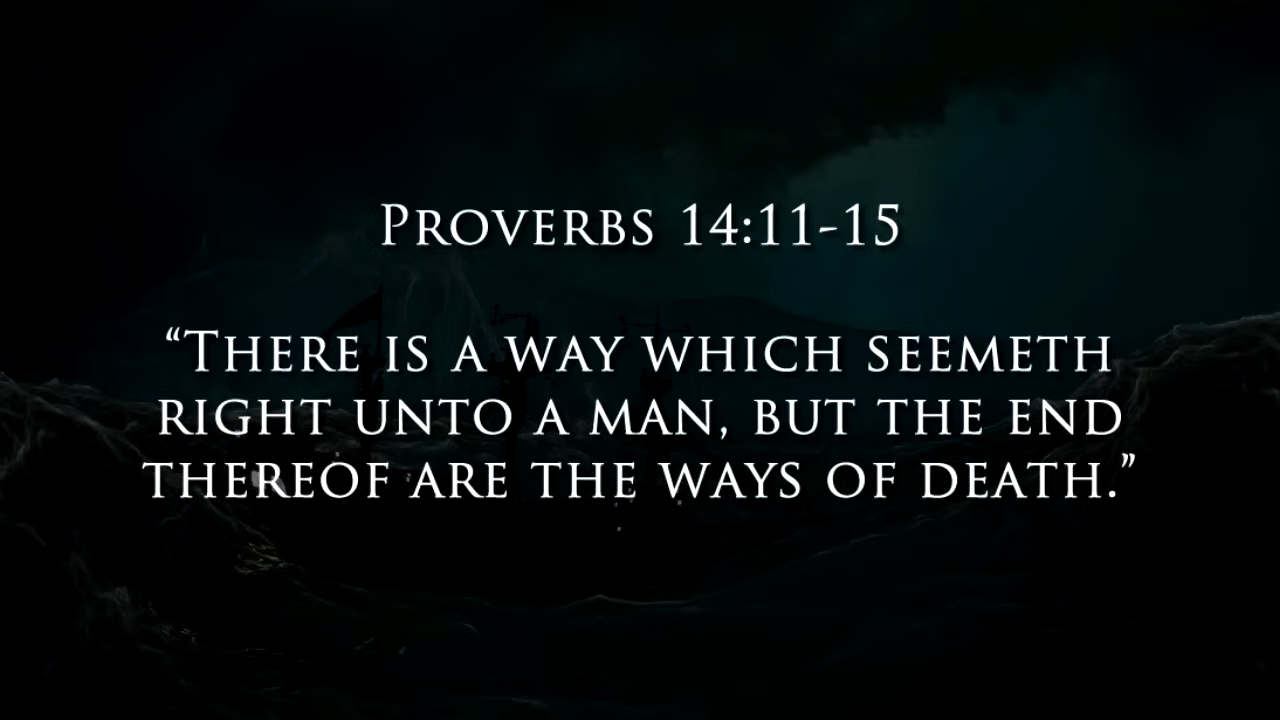 Proverbs 14:11-15
“There is a way which seemeth
right unto a man, but the end
thereof are the ways of death.”